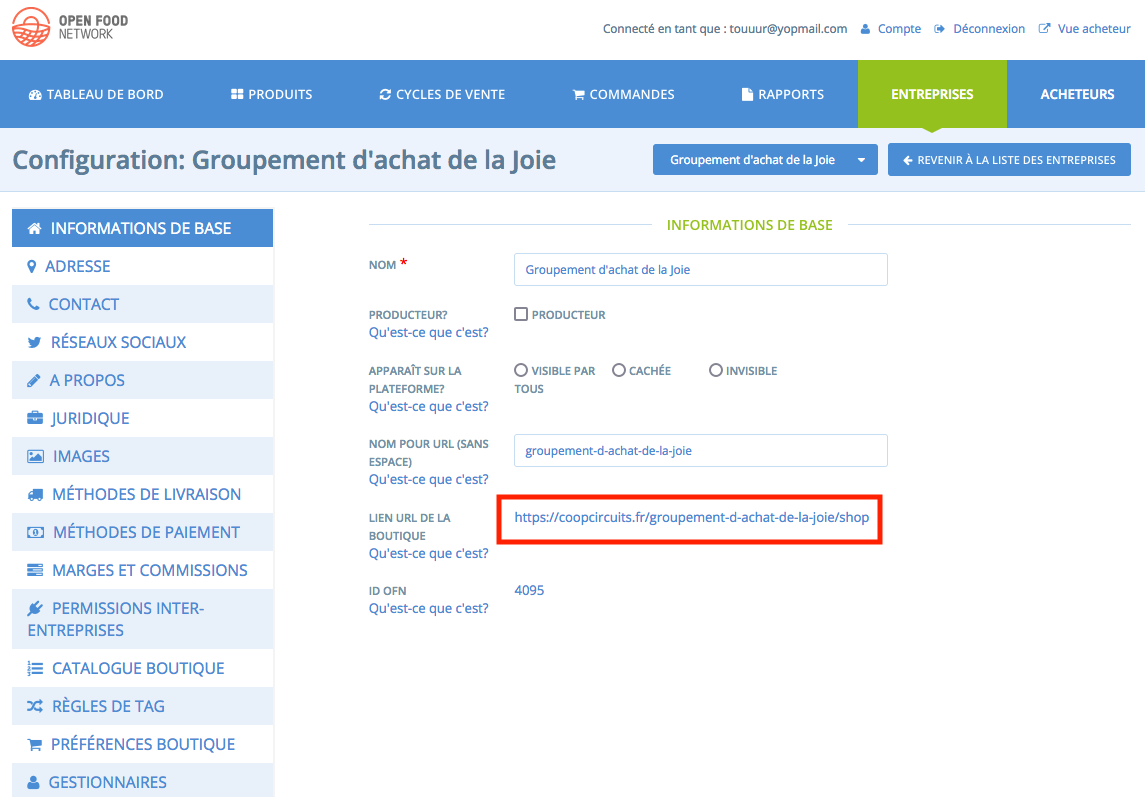 OPEN FOOD
NETWORK
Connecté en tant que : touuur@yopmail.com Compte Déconnexion Vue acheteur
TABLEAU DE BORD PRODUITS CYCLES DE VENTE COMMANDES RAPPORTS ENTREPRISES ACHETEURS
Configuration: Groupement d'achat de la Joie
Groupement d'achat de la Joie
REVENIR À LA LISTE DES ENTREPRISES
INFORMATIONS DE BASE
ADRESSE
CONTACT
RÉSEAUX SOCIAUX
A PROPOS
JURIDIQUE
IMAGES
MÉTHODES DE LIVRAISON
MÉTHODES DE PAIEMENT
MARGES ET COMMISSIONS
PERMISSIONS INTER-
ENTREPRISES
CATALOGUE BOUTIQUE
RÈGLES DE TAG
PRÉFÉRENCES BOUTIQUE
GESTIONNAIRES
INFORMATIONS DE BASE
NOM * Groupement d'achat de la Joie
PRODUCTEUR? PRODUCTEUR
Qu'est-ce que c'est?
APPARAÎT SUR LA
PLATEFORME?
Qu'est-ce que c'est?
VISIBLE PAR
TOUS
CACHÉE
INVISIBLE
NOM POUR URL (SANS
ESPACE)
Qu'est-ce que c'est?
groupement-d-achat-de-la-joie
LIEN URL DE LA
BOUTIQUE
Qu'est-ce que c'est?
https://coopcircuits.fr/groupement-d-achat-de-la-joie/shop
ID OFN 4095
Qu'est-ce que c'est?